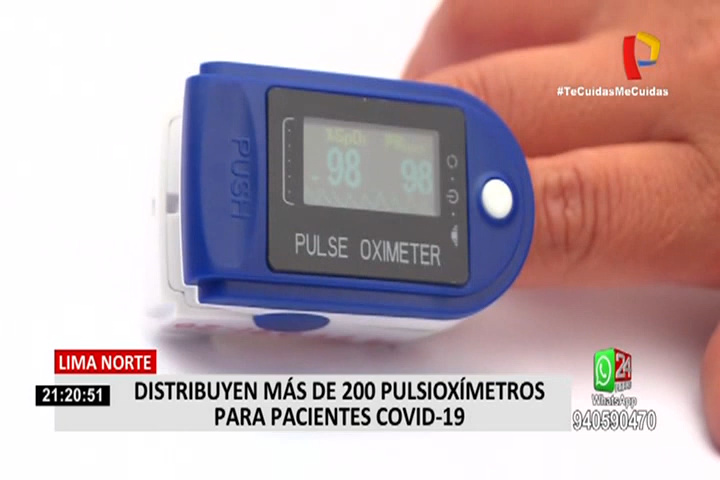 #TeCuidasMeCuidas
PUSH
%SpO₂
98
98
PULSE OXIMETER
LIMA NORTE
21:20:51
DISTRIBUYEN MÁS DE 200 PULSIOXÍMETROS
PARA PACIENTES COVID-19
24
WhatsApp
940590470